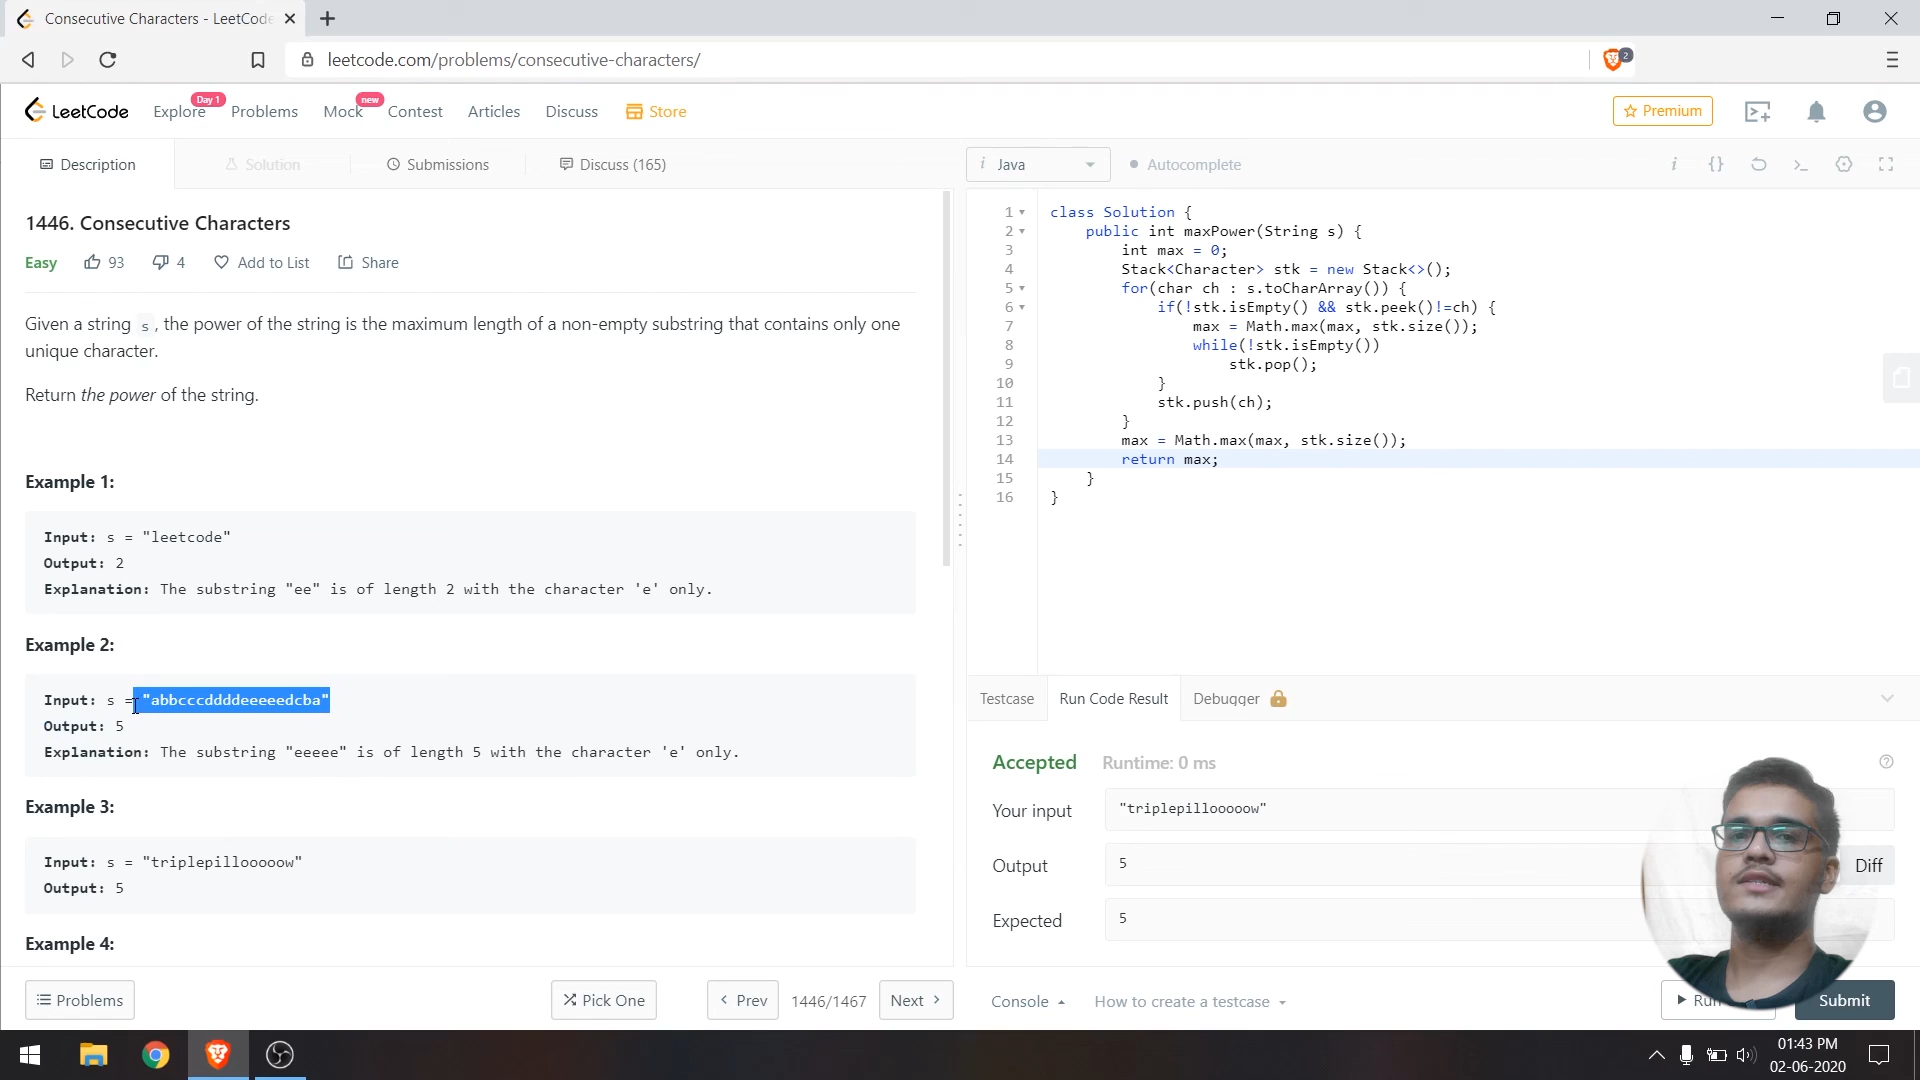 Consecutive Characters - LeetCode
leetcode.com/problems/consecutive-characters/
2
LeetCode
Explore
Day 1
Problems
Mock
new
Contest
Articles
Discuss
Store
Premium
Description
Solution
Submissions
Discuss (165)
i Java
Autocomplete
1446. Consecutive Characters
Easy
93
4
Add to List
Share
Given a string s, the power of the string is the maximum length of a non-empty substring that contains only one
unique character.
Return the power of the string.
Example 1:
Input: s = "leetcode"
Output: 2
Explanation: The substring "ee" is of length 2 with the character 'e' only.
Example 2:
Input: s = "abbcccddddeeeeedcba"
Output: 5
Explanation: The substring "eeeee" is of length 5 with the character 'e' only.
Example 3:
Input: s = "triplepillooooow"
Output: 5
Example 4:
Problems
Pick One
Prev
1446/1467
Next
1 class Solution {
2 public int maxPower(String s) {
3 int max = 0;
4 Stack<Character> stk = new Stack<>();
5 for(char ch : s.toCharArray()) {
6 if(!stk.isEmpty() && stk.peek()!=ch) {
7 max = Math.max(max, stk.size());
8 while(!stk.isEmpty())
9 stk.pop();
10 }
11 stk.push(ch);
12 }
13 max = Math.max(max, stk.size());
14 return max;
15 }
16 }
Testcase
Run Code Result
Debugger
Accepted
Runtime: 0 ms
Your input
"triplepillooooow"
Output
5
Diff
Expected
5
Console
How to create a testcase
Submit
01:43 PM
02-06-2020